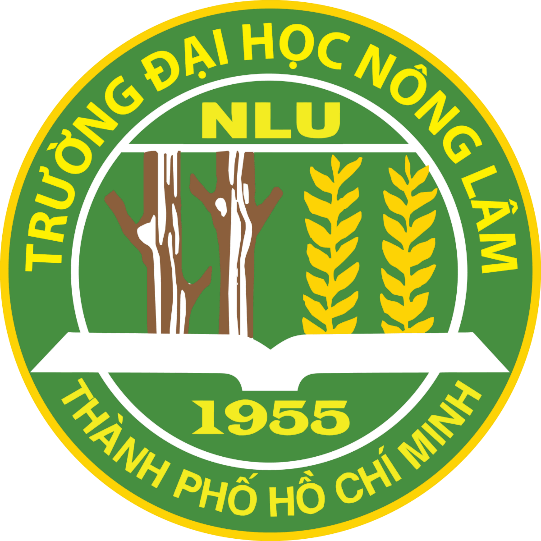 TRƯỜNG ĐẠI HỌC NÔNG LÂM
NLU
1955
THÀNH PHỐ HỒ CHÍ MINH